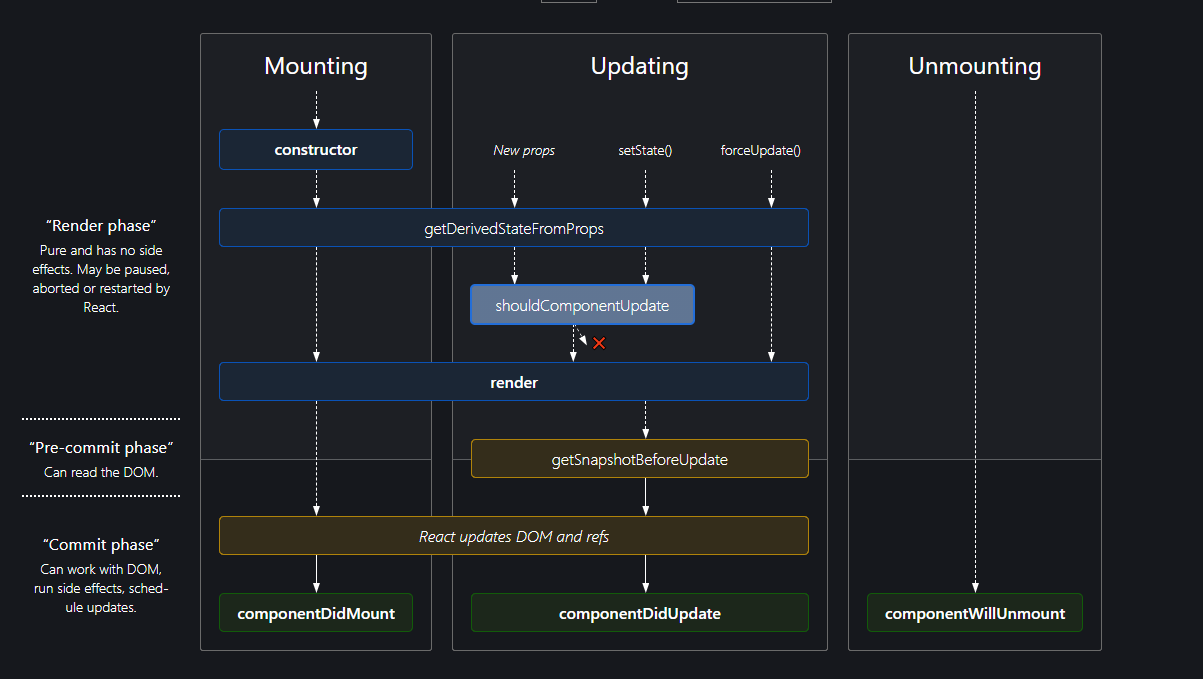 Mounting
Updating
Unmounting
constructor
New props
setState()
forceUpdate()
“Render phase”
Pure and has no side
effects. May be paused,
aborted or restarted by
React.
getDerivedStateFromProps
shouldComponentUpdate
render
“Pre-commit phase”
Can read the DOM.
getSnapshotBeforeUpdate
“Commit phase”
Can work with DOM,
run side effects, sched-
ule updates.
React updates DOM and refs
componentDidMount
componentDidUpdate
componentWillUnmount